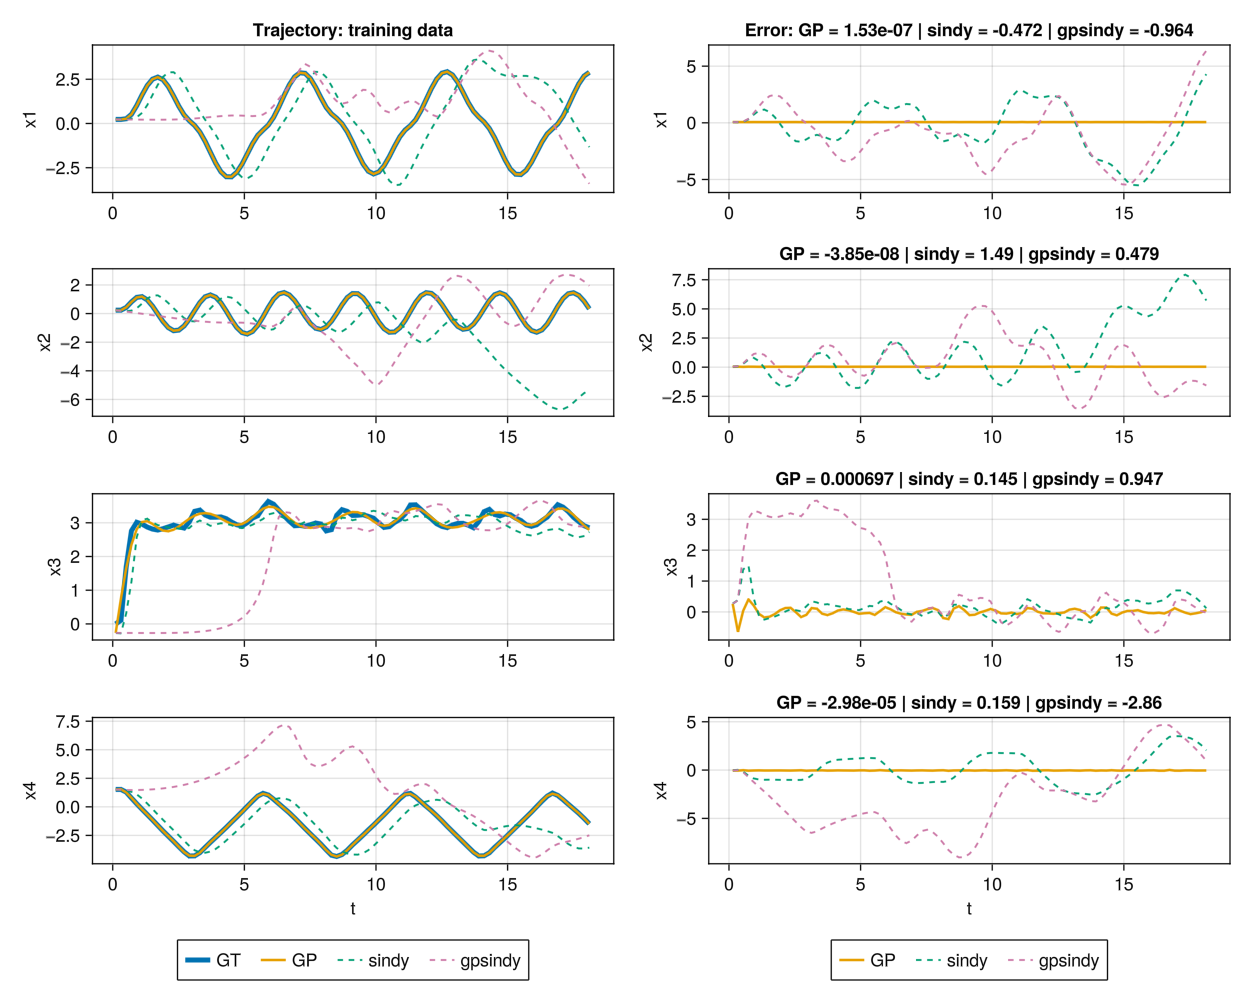 Trajectory: training data
x1
2.5
0.0
−2.5
0 5 10 15
Error: GP = 1.53e-07 | sindy = -0.472 | gpsindy = -0.964
x1
5
0
−5
0 5 10 15
x2
2
0
−2
−4
−6
0 5 10 15
GP = -3.85e-08 | sindy = 1.49 | gpsindy = 0.479
x2
7.5
5.0
2.5
0.0
−2.5
0 5 10 15
x3
3
2
1
0
0 5 10 15
GP = 0.000697 | sindy = 0.145 | gpsindy = 0.947
x3
3
2
1
0
0 5 10 15
x4
7.5
5.0
2.5
0.0
−2.5
0 5 10 15
t
GP = -2.98e-05 | sindy = 0.159 | gpsindy = -2.86
x4
5
0
−5
0 5 10 15
t
GT GP sindy gpsindy
GP sindy gpsindy